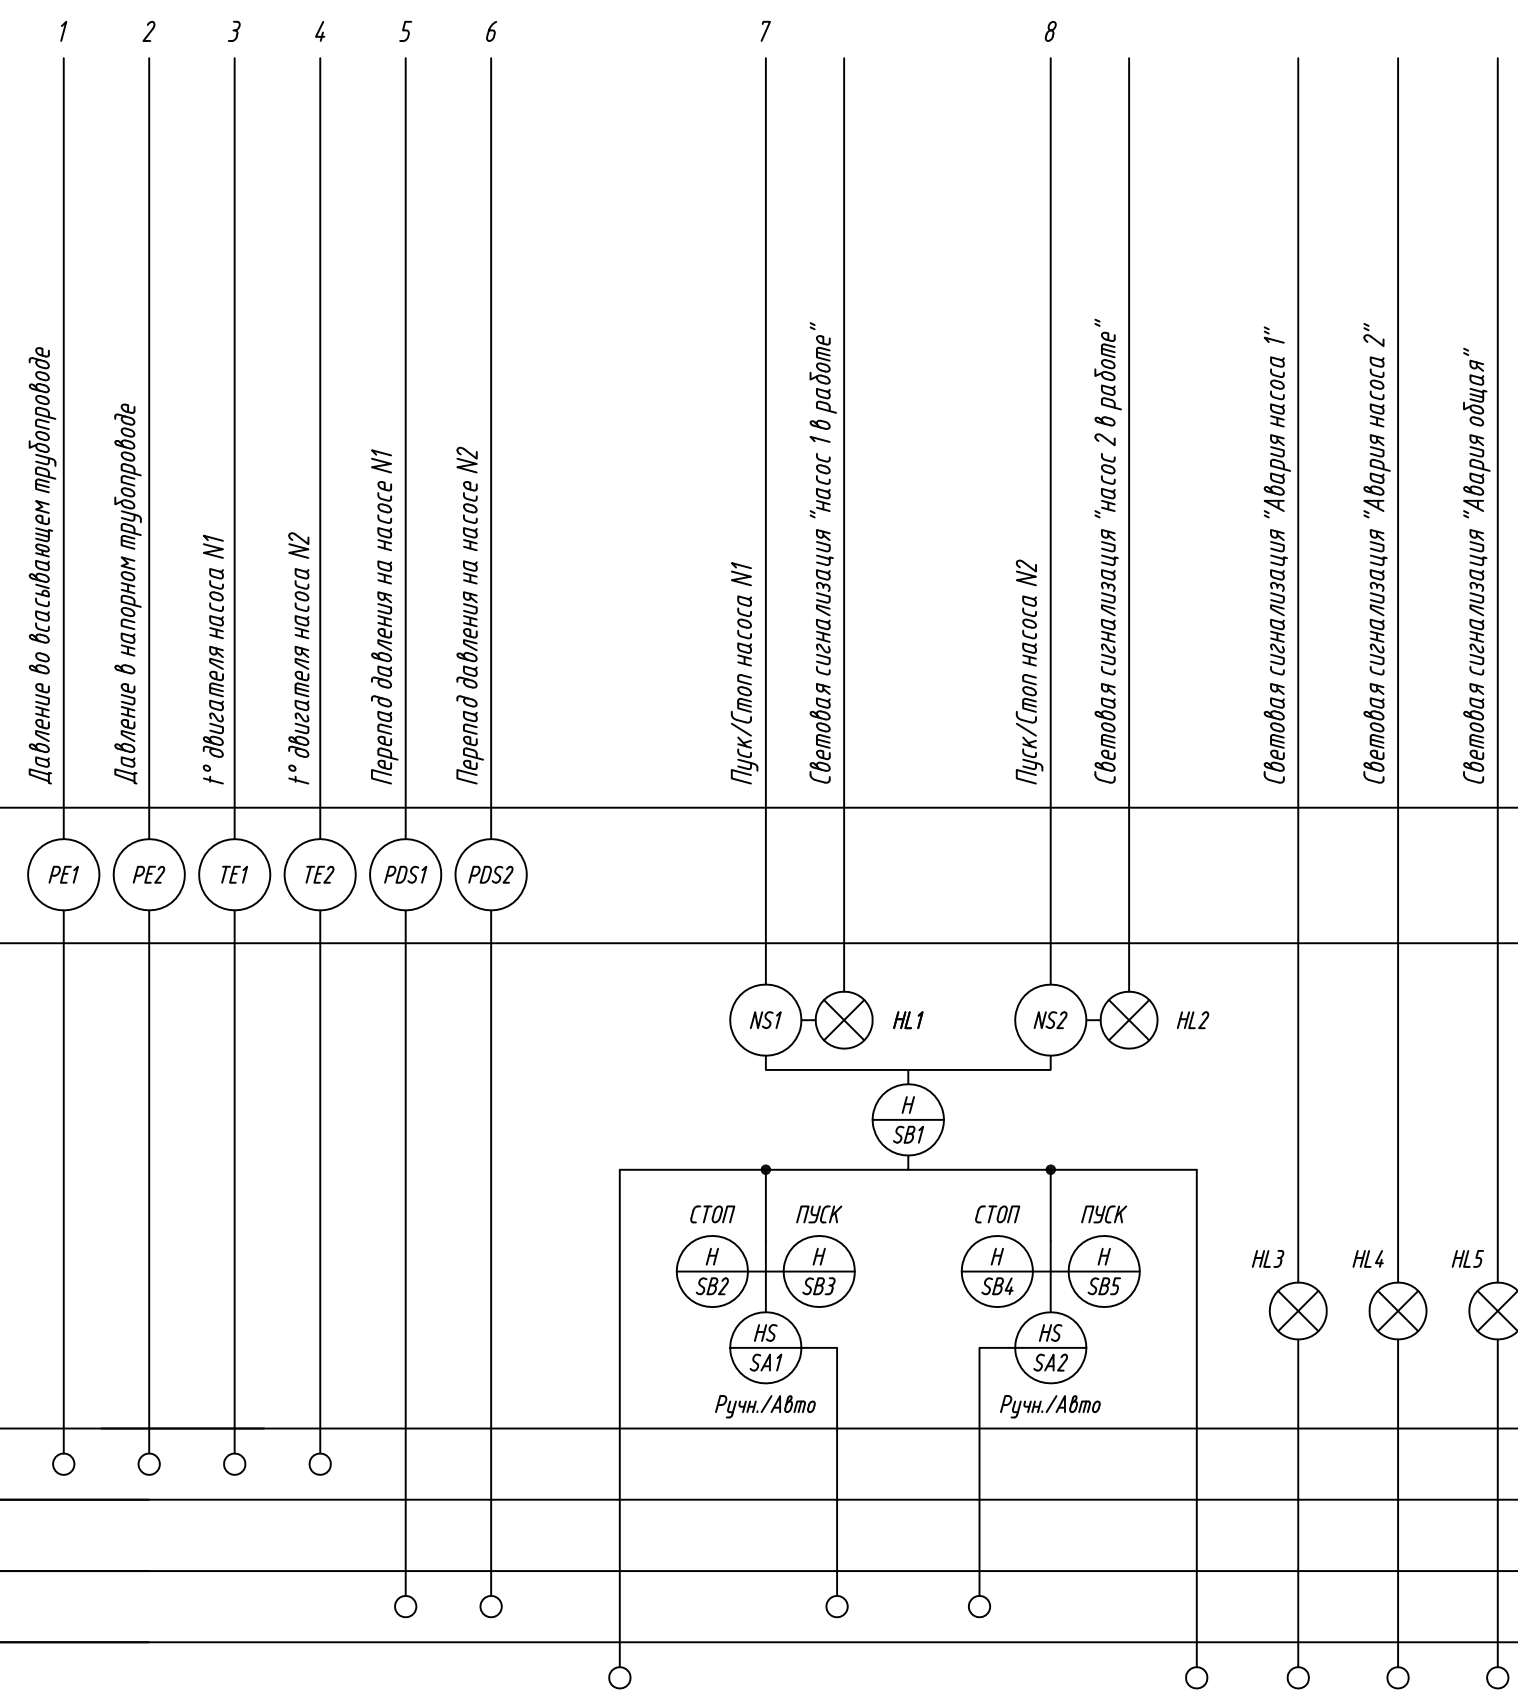 1
2
3
4
5
6
7
8
Давление во всасывающем трубопроводе
Давление в напорном трубопроводе
t° двигателя насоса N1
t° двигателя насоса N2
Перепад давления на насосе N1
Перепад давления на насосе N2
Пуск/Стоп насоса N1
Световая сигнализация "насос 1 в работе"
Пуск/Стоп насоса N2
Световая сигнализация "насос 2 в работе"
Световая сигнализация "Авария насоса 1"
Световая сигнализация "Авария насоса 2"
Световая сигнализация "Авария общая"
PE1
PE2
TE1
TE2
PDS1
PDS2
NS1
HL1
NS2
HL2
H
SB1
СТОП
ПУСК
СТОП
ПУСК
H
SB2
H
SB3
H
SB4
H
SB5
HL3
HL4
HL5
HS
SA1
HS
SA2
Ручн./Авто
Ручн./Авто